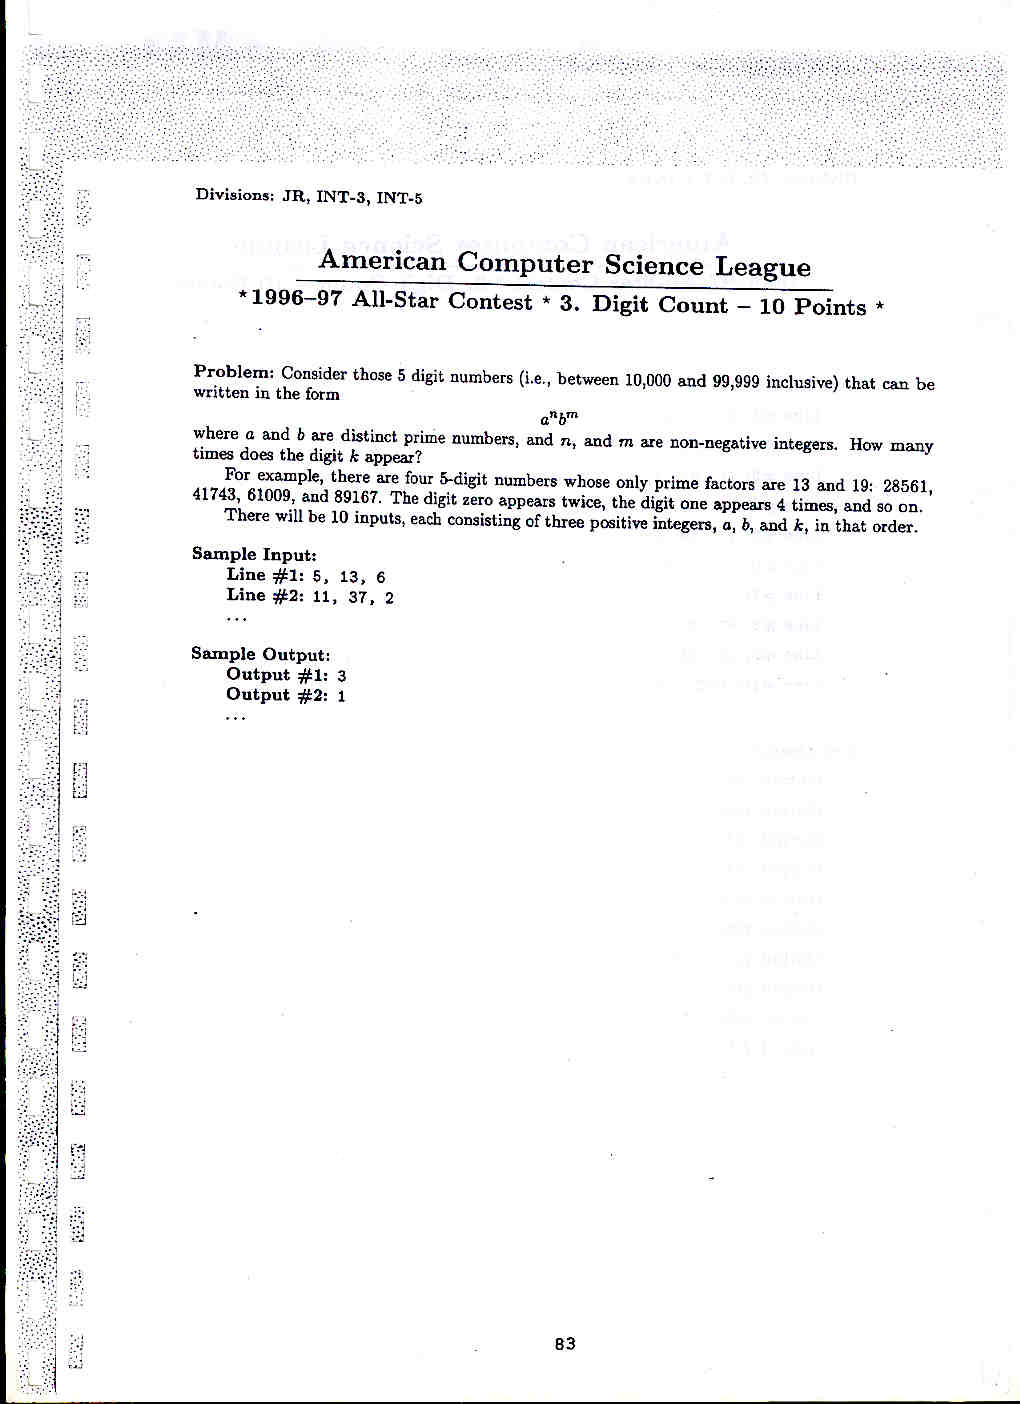 Divisions: JR, INT-3, INT-5
American Computer Science League
*1996–97 All-Star Contest * 3. Digit Count – 10 Points *
Problem: Consider those 5 digit numbers (i.e., between 10,000 and 99,999 inclusive) that can be
written in the form
aⁿbᵐ
where a and b are distinct prime numbers, and n, and m are non-negative integers. How many
times does the digit k appear?
For example, there are four 5-digit numbers whose only prime factors are 13 and 19: 28561,
41743, 61009, and 89167. The digit zero appears twice, the digit one appears 4 times, and so on.
There will be 10 inputs, each consisting of three positive integers, a, b, and k, in that order.
Sample Input:
Line #1: 5, 13, 6
Line #2: 11, 37, 2
...
Sample Output:
Output #1: 3
Output #2: 1
...
83